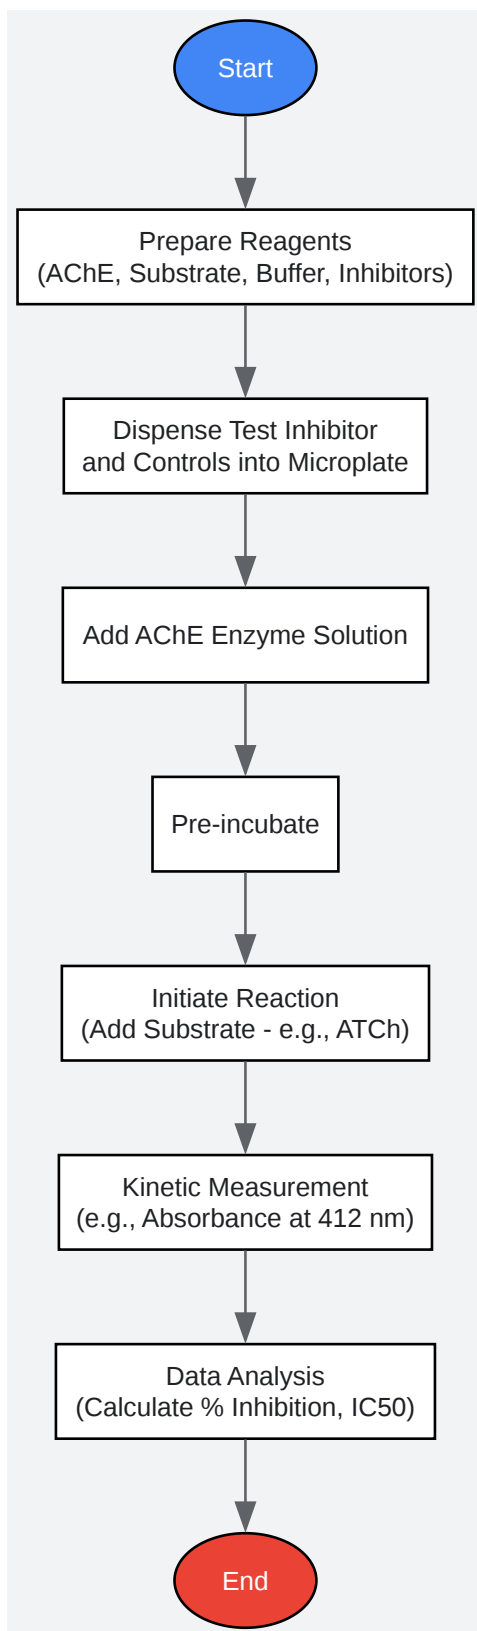 Start
Prepare Reagents
(AChE, Substrate, Buffer, Inhibitors)
Dispense Test Inhibitor
and Controls into Microplate
Add AChE Enzyme Solution
Pre-incubate
Initiate Reaction
(Add Substrate - e.g., ATCh)
Kinetic Measurement
(e.g., Absorbance at 412 nm)
Data Analysis
(Calculate % Inhibition, IC50)
End